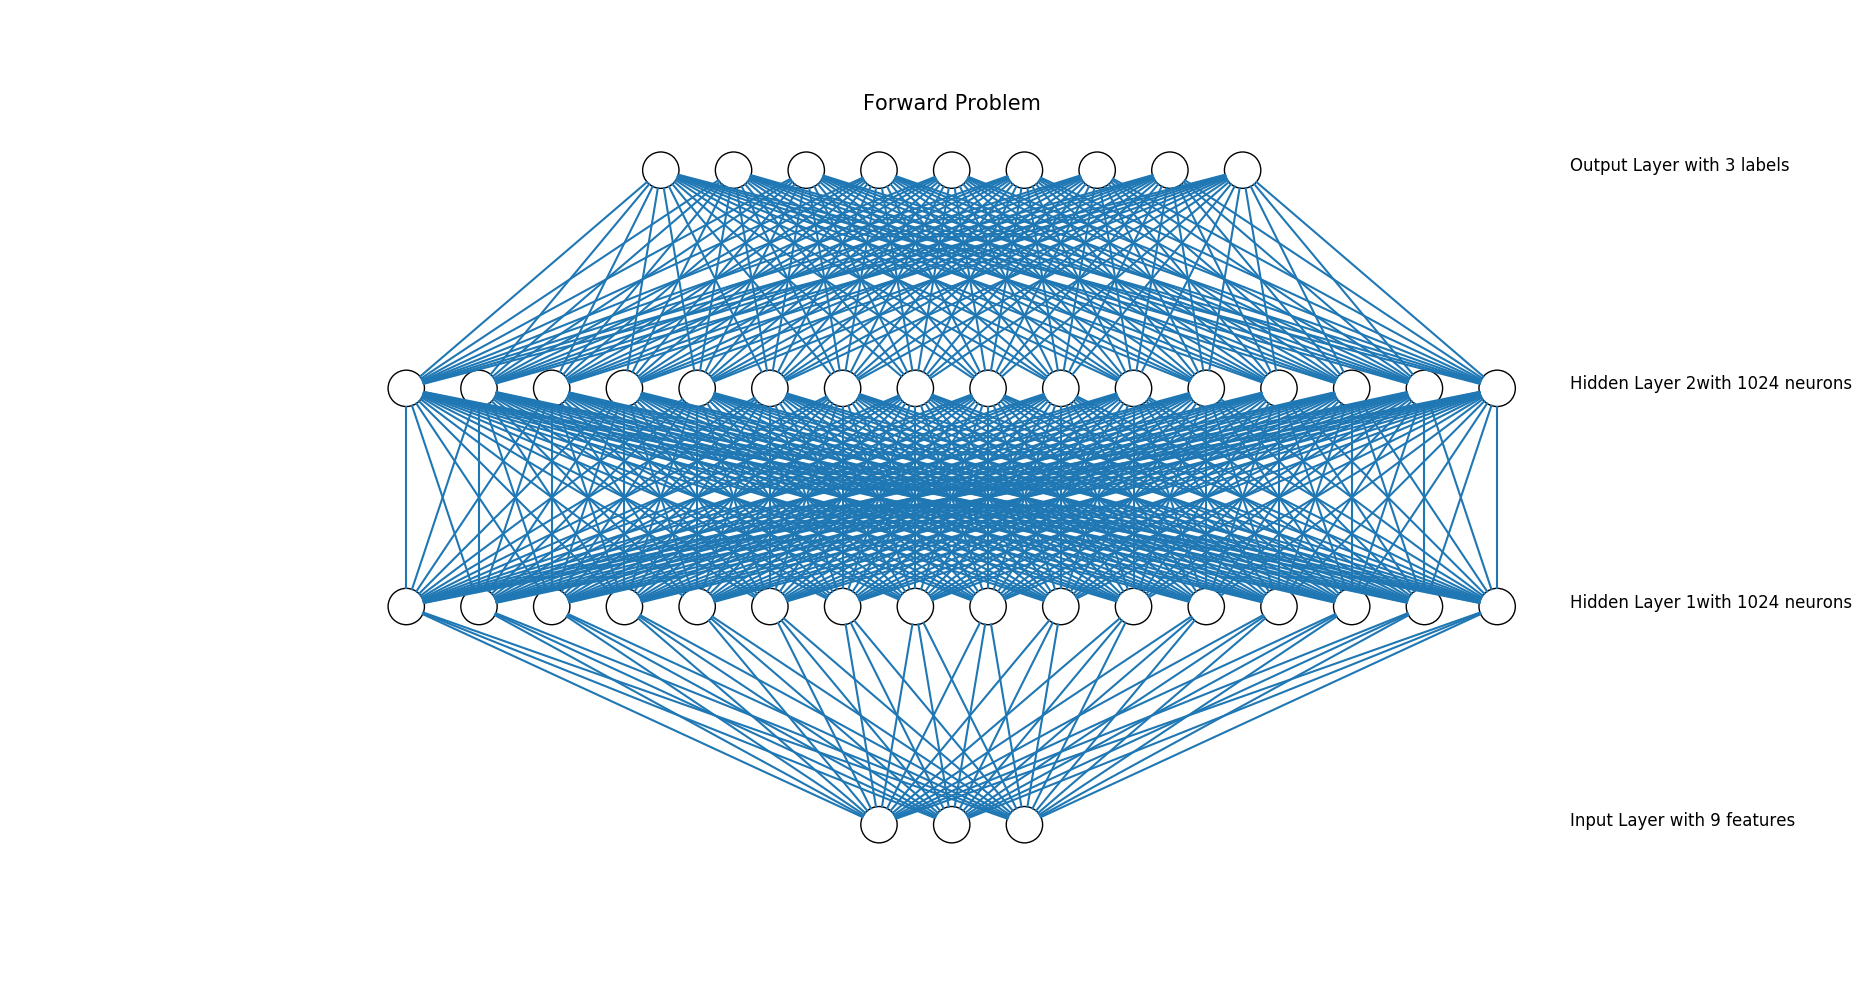 Forward Problem
Output Layer with 3 labels
Hidden Layer 2with 1024 neurons
Hidden Layer 1with 1024 neurons
Input Layer with 9 features